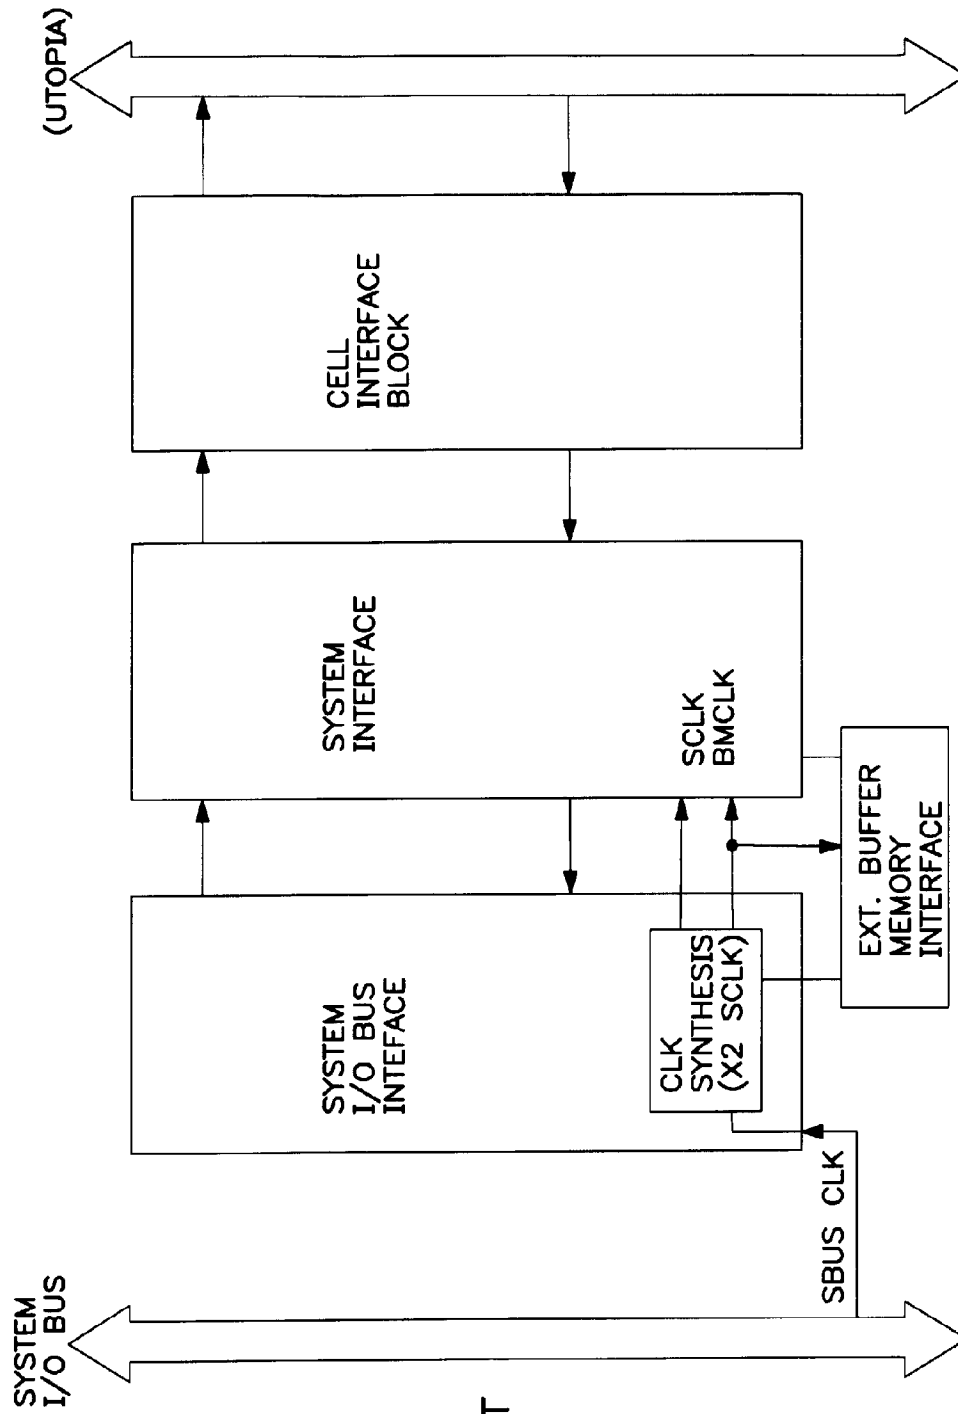 SYSTEM
I/O BUS
SYSTEM
I/O BUS
INTEFACE
CLK
SYNTHESIS
(X2 SCLK)
SBUS CLK
SYSTEM
INTERFACE
SCLK
BMCLK
EXT. BUFFER
MEMORY
INTERFACE
CELL
INTERFACE
BLOCK
(UTOPIA)
T